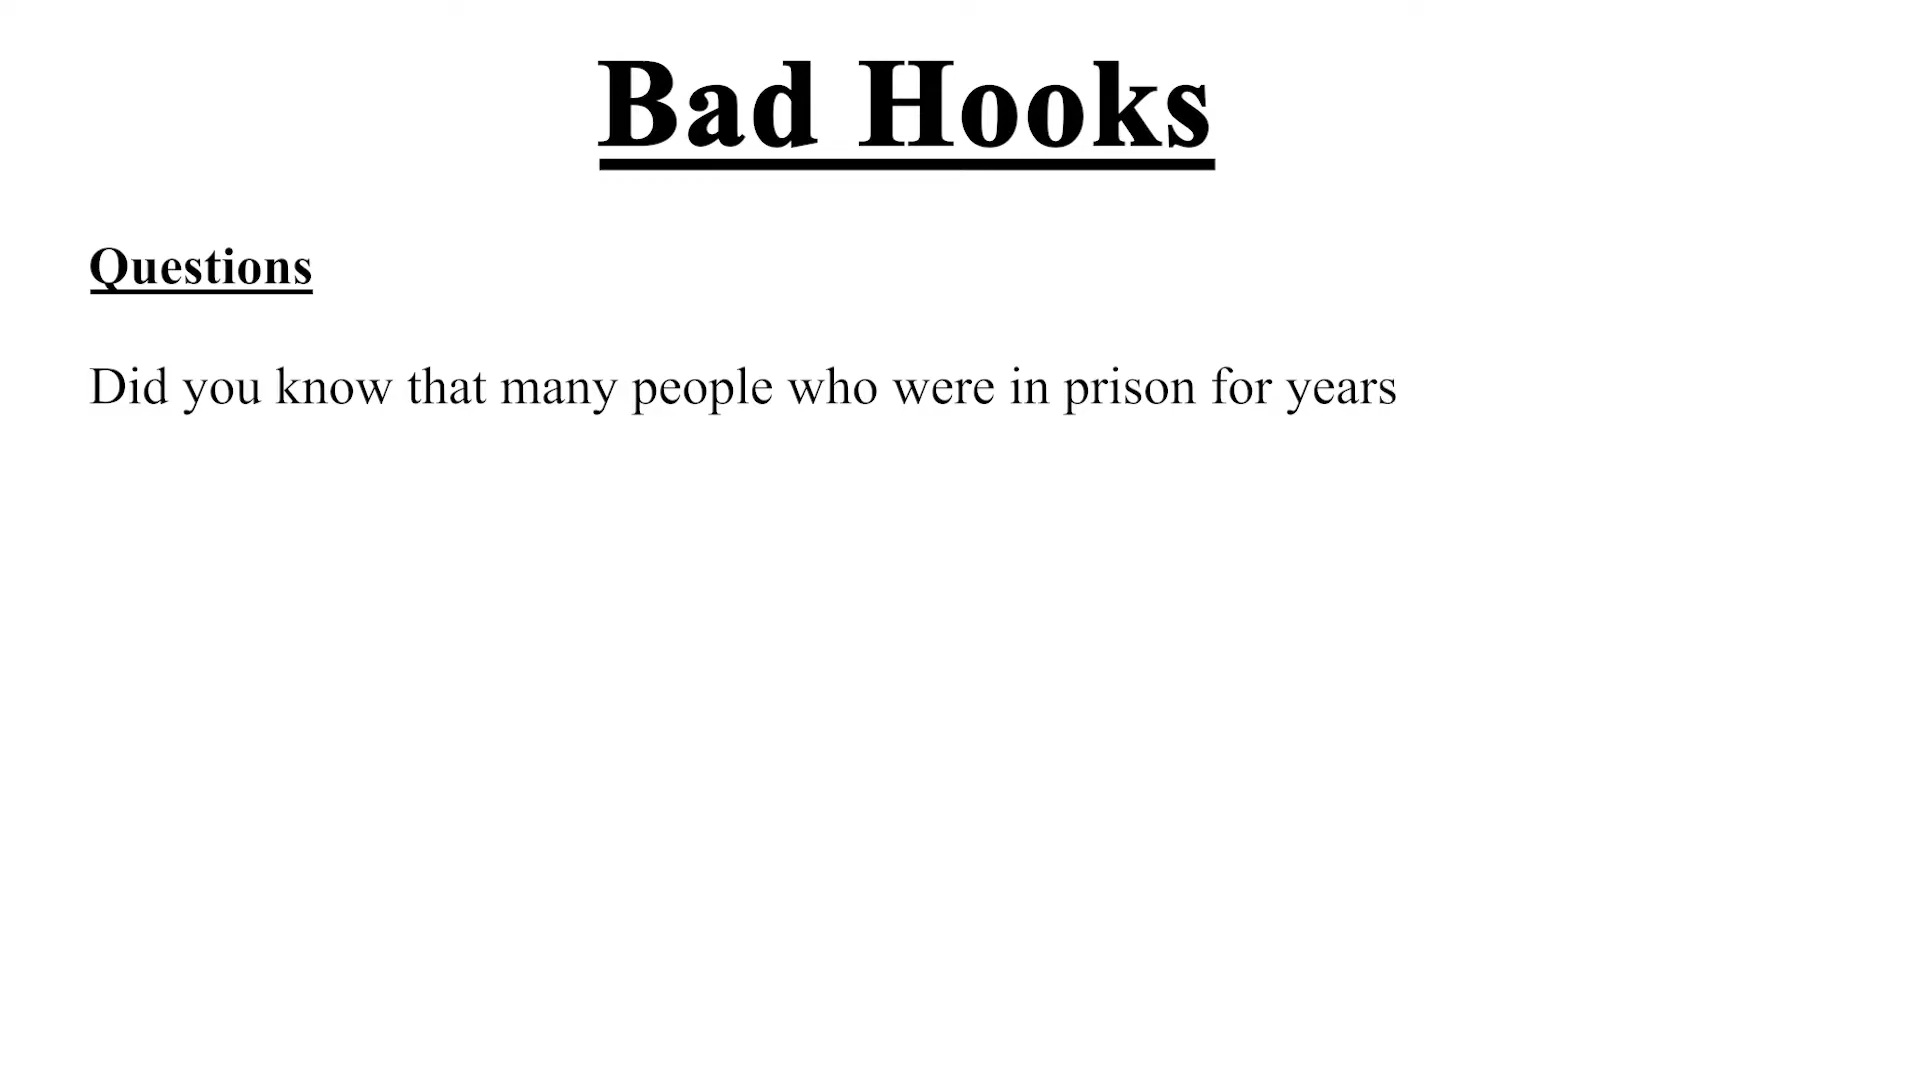 Bad Hooks
Questions
Did you know that many people who were in prison for years